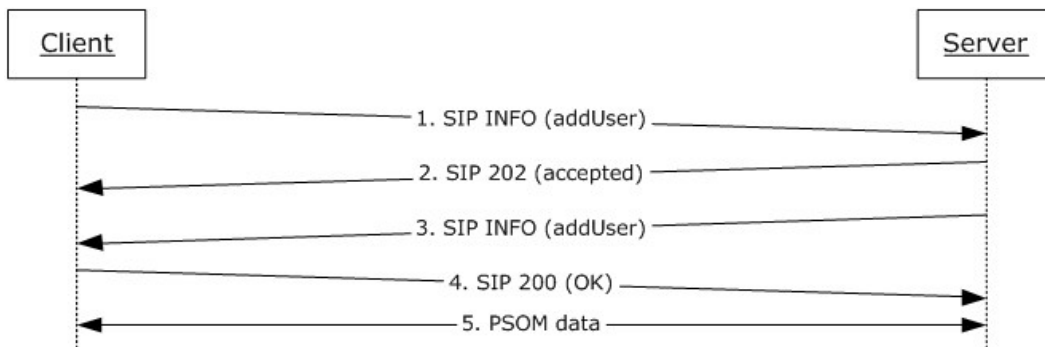 Client
Server
1. SIP INFO (addUser)
2. SIP 202 (accepted)
3. SIP INFO (addUser)
4. SIP 200 (OK)
5. PSOM data